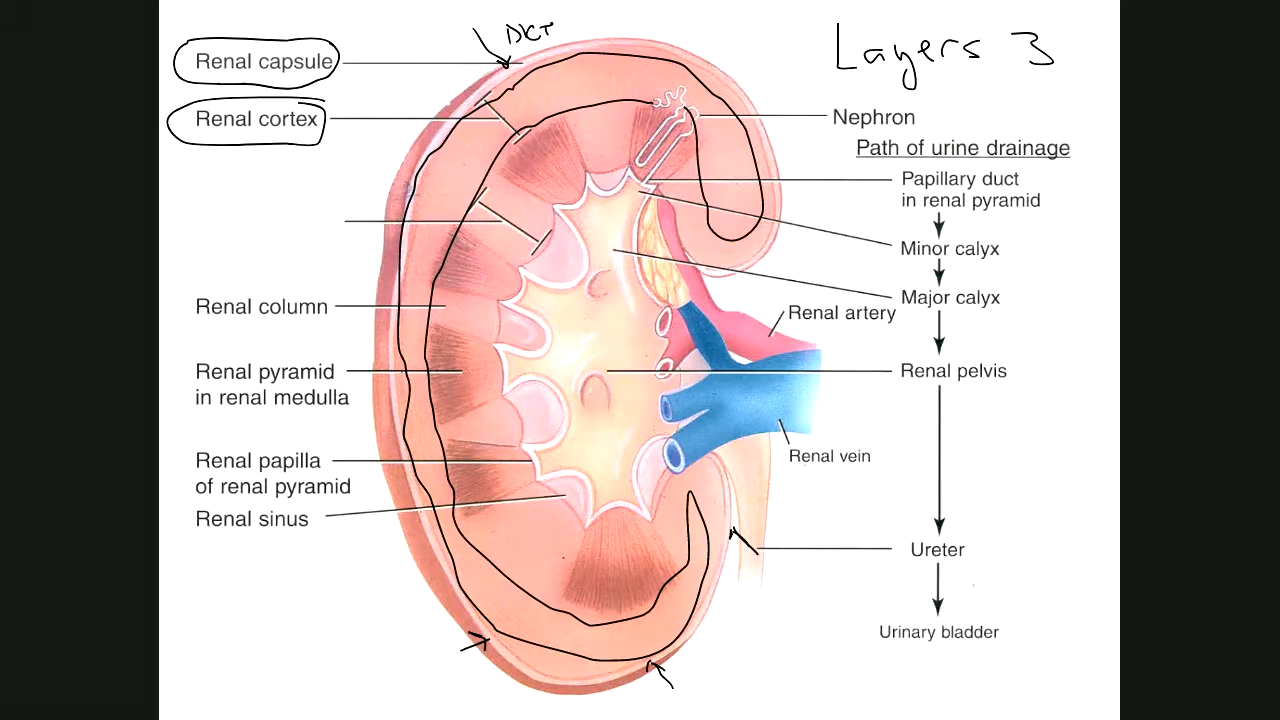 DCT
Layers 3
Renal capsule
Renal cortex
Nephron
Path of urine drainage
Papillary duct
in renal pyramid
Minor calyx
Major calyx
Renal column
Renal artery
Renal pyramid
in renal medulla
Renal pelvis
Renal papilla
of renal pyramid
Renal vein
Renal sinus
Ureter
Urinary bladder